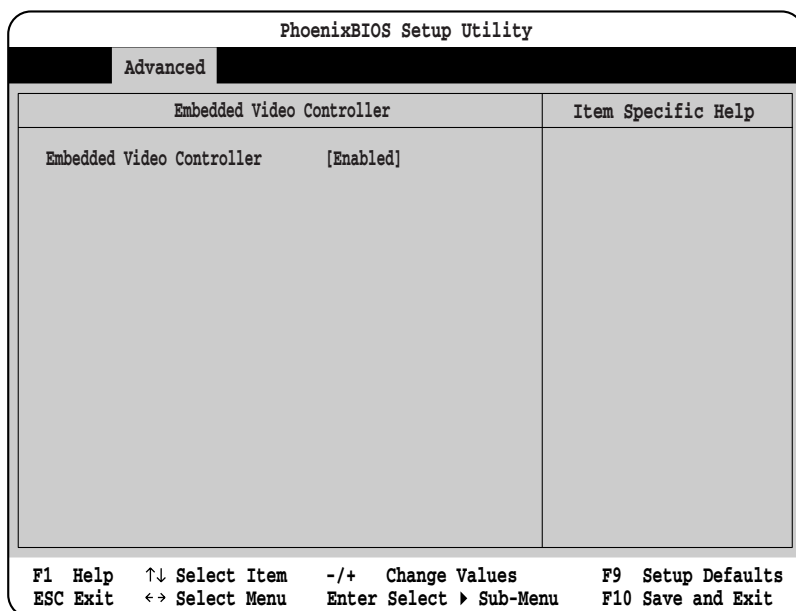 PhoenixBIOS Setup Utility
Advanced
Embedded Video Controller
Item Specific Help
Embedded Video Controller [Enabled]
F1 Help ↑↓ Select Item -/+ Change Values F9 Setup Defaults
ESC Exit ←→ Select Menu Enter Select ▶ Sub-Menu F10 Save and Exit